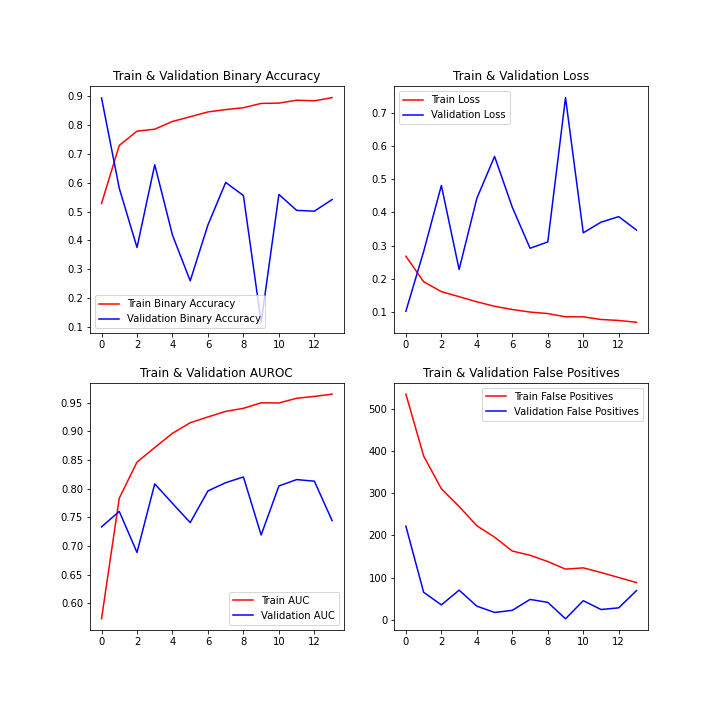 Train & Validation Binary Accuracy
0.9
0.8
0.7
0.6
0.5
0.4
0.3
0.2
0.1
Train Binary Accuracy
Validation Binary Accuracy
0 2 4 6 8 10 12
Train & Validation Loss
Train Loss
Validation Loss
0.7
0.6
0.5
0.4
0.3
0.2
0.1
0 2 4 6 8 10 12
Train & Validation AUROC
0.95
0.90
0.85
0.80
0.75
0.70
0.65
0.60
Train AUC
Validation AUC
0 2 4 6 8 10 12
Train & Validation False Positives
Train False Positives
Validation False Positives
500
400
300
200
100
0
0 2 4 6 8 10 12